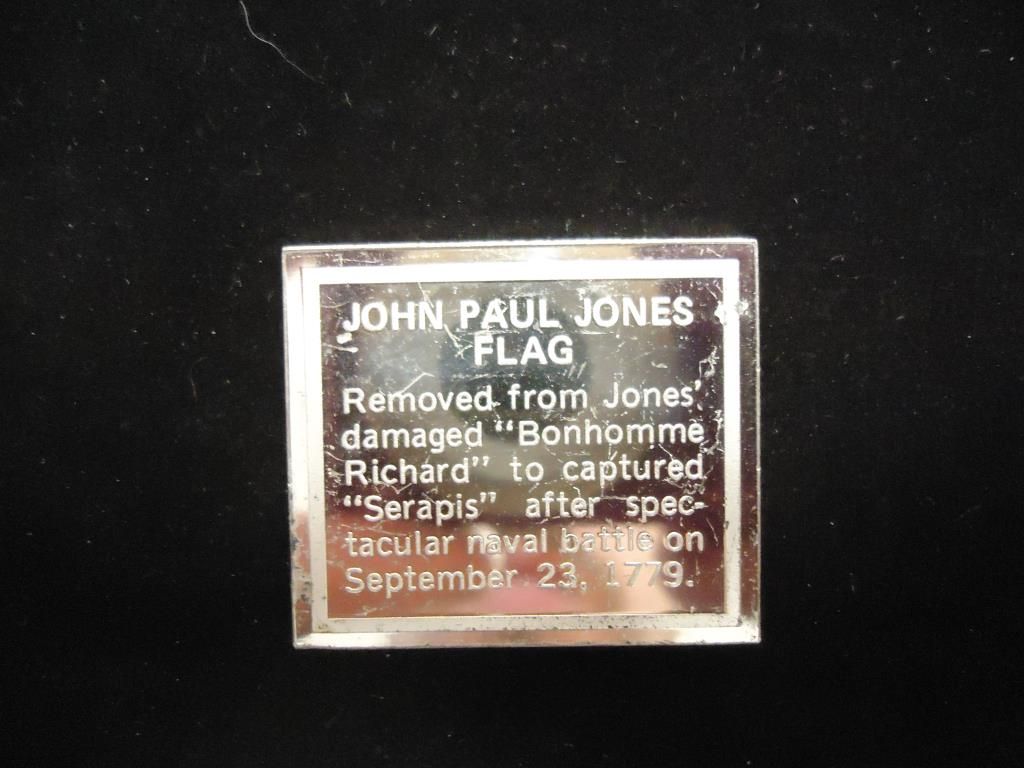 JOHN PAUL JONES
FLAG
Removed from Jones'
damaged "Bonhomme
Richard" to captured
"Serapis" after spec-
tacular naval battle on
September 23, 1779.